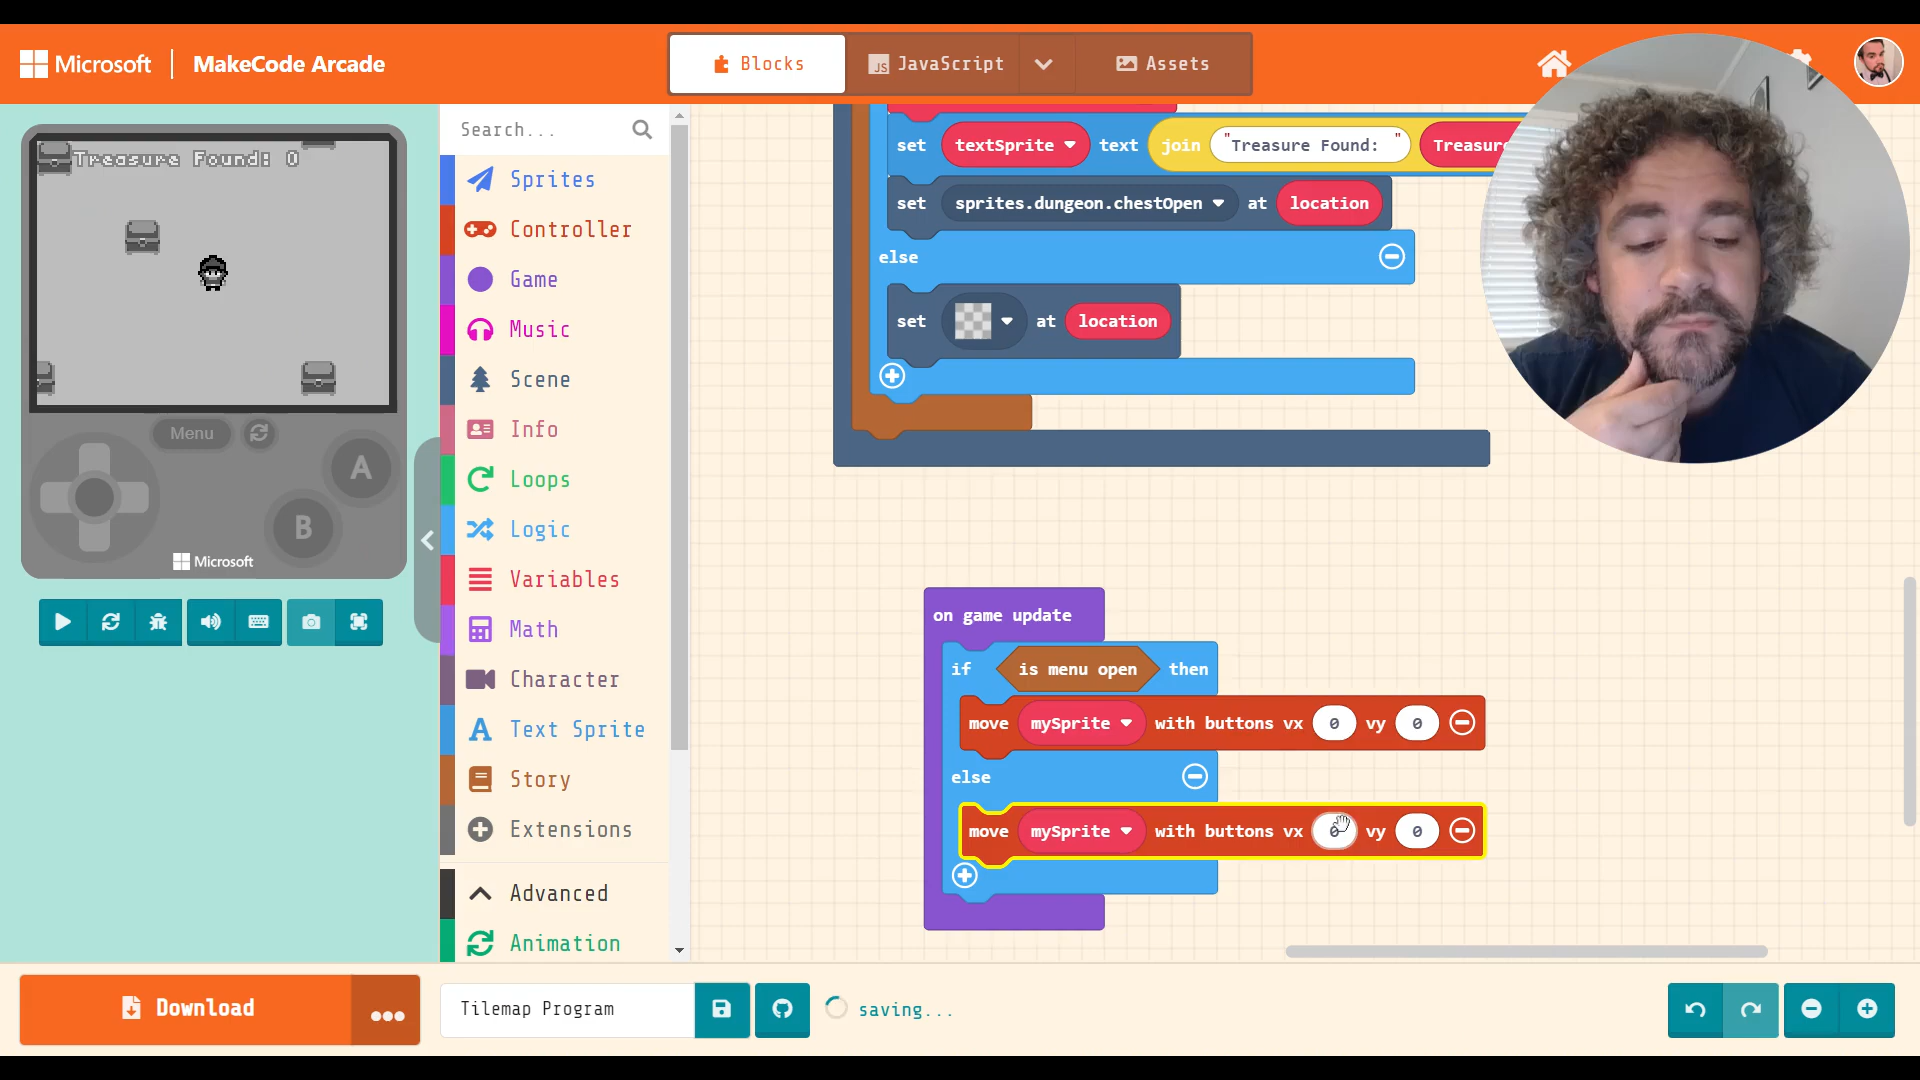 Microsoft
MakeCode Arcade
Blocks
JS JavaScript
Assets
Treasure Found: 0
Menu
A
B
Microsoft
Search...
Sprites
Controller
Game
Music
Scene
Info
Loops
Logic
Variables
Math
Character
A Text Sprite
Story
Extensions
Advanced
Animation
set textSprite text join "Treasure Found: "
set sprites.dungeon.chestOpen at location
else
set at location
on game update
if is menu open then
move mySprite with buttons vx 0 vy 0
else
move mySprite with buttons vx 0 vy 0
Download
Tilemap Program
saving...